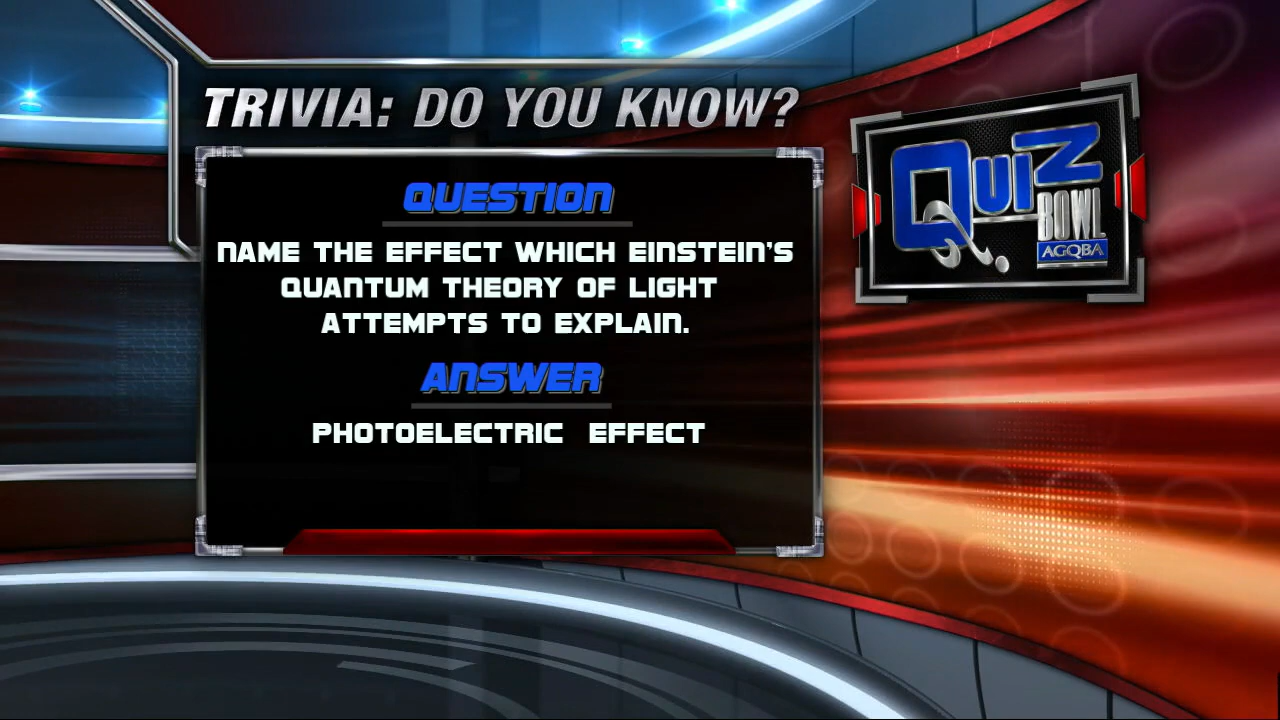 TRIVIA: DO YOU KNOW?
QUIZ
BOWL
AGQBA
QUESTION
NAME THE EFFECT WHICH EINSTEIN'S
QUANTUM THEORY OF LIGHT
ATTEMPTS TO EXPLAIN.
ANSWER
PHOTOELECTRIC EFFECT